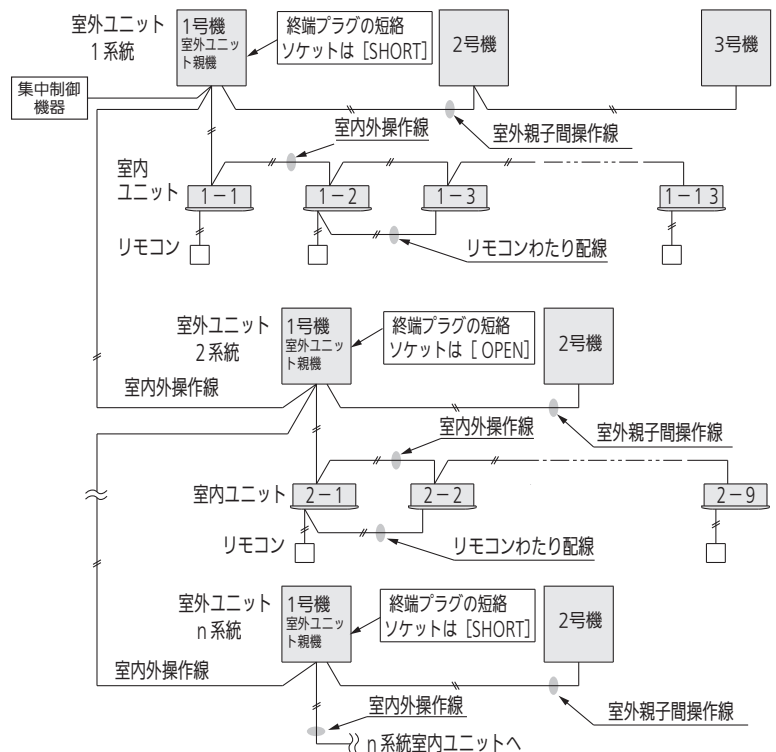 室外ユニット
1系統
1号機
室外ユニッ
ト親機
終端プラグの短絡
ソケットは［SHORT］
2号機
3号機
集中制御
機器
室内外操作線
室外親子間操作線
室内
ユニット
1－1
1－2
1－3
1－13
リモコン
リモコンわたり配線
室外ユニット
2系統
1号機
室外ユニッ
ト親機
終端プラグの短絡
ソケットは［OPEN］
2号機
室内外操作線
室内外操作線
室外親子間操作線
室内ユニット
2－1
2－2
2－9
リモコン
リモコンわたり配線
室外ユニット
n系統
1号機
室外ユニッ
ト親機
終端プラグの短絡
ソケットは［SHORT］
2号機
室内外操作線
室内外操作線
室外親子間操作線
n系統室内ユニットへ